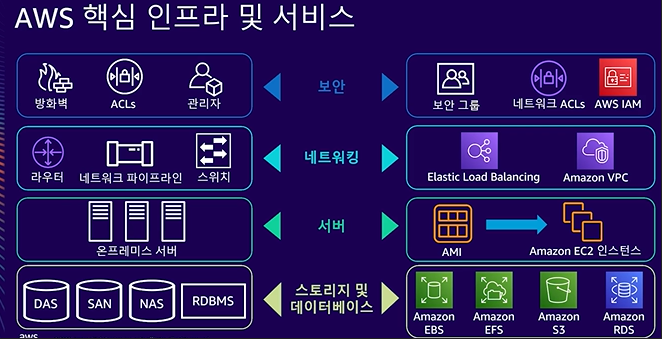 AWS 핵심 인프라 및 서비스
방화벽 ACLs 관리자
보안
보안 그룹 네트워크 ACLs AWS IAM
라우터 네트워크 파이프라인 스위치
네트워킹
Elastic Load Balancing Amazon VPC
온프레미스 서버
서버
AMI Amazon EC2 인스턴스
DAS SAN NAS RDBMS
스토리지 및
데이터베이스
Amazon EBS
Amazon EFS
Amazon S3
Amazon RDS
aws